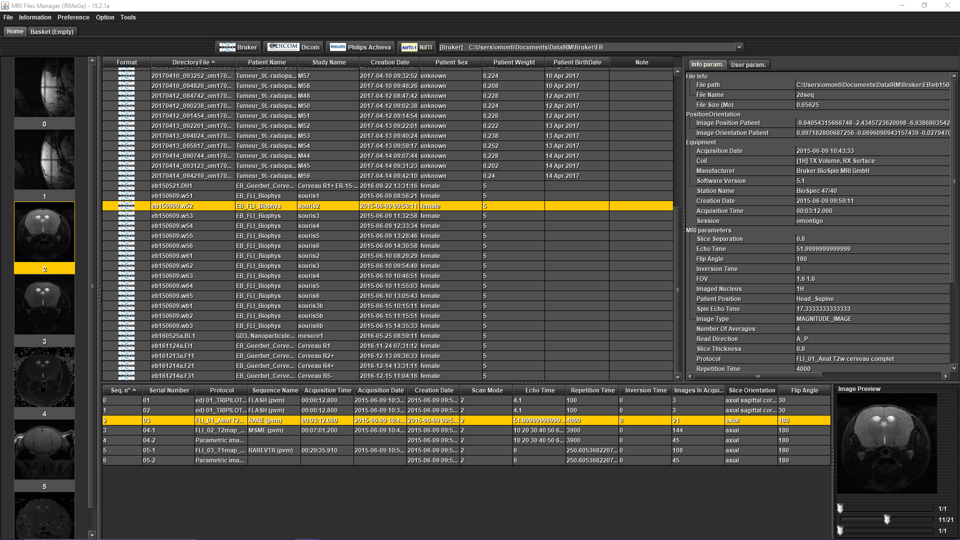 MRI Files Manager (IRMaGe) - 19.2.1a
File Information Preference Option Tools
Home Basket (Empty)
Bruker DICOM Dicom PHILIPS Philips Achieva NIfTI-1 NIfTI [Bruker] C:\Users\omonti\Documents\DataIRM\Bruker\EB
Format Directory/File Patient Name Study Name Creation Date Patient Sex Patient Weight Patient BirthDate Note
20170410_093252_om170... Tumeur_9L-radiopa... M57 2017-04-10 09:32:52 unknown 0.224 10 Apr 2017
20170410_094826_om170... Tumeur_9L-radiopa... M58 2017-04-10 09:48:26 unknown 0.208 10 Apr 2017
20170412_084742_om170... Tumeur_9L-radiopa... M48 2017-04-12 08:47:42 unknown 0.228 12 Apr 2017
20170412_090238_om170... Tumeur_9L-radiopa... M50 2017-04-12 09:02:38 unknown 0.224 12 Apr 2017
20170412_091454_om170... Tumeur_9L-radiopa... M51 2017-04-12 09:14:54 unknown 0.226 12 Apr 2017
20170413_092201_om170... Tumeur_9L-radiopa... M52 2017-04-13 09:22:01 unknown 0.222 13 Apr 2017
20170413_094024_om170... Tumeur_9L-radiopa... M53 2017-04-13 09:40:24 unknown 0.238 13 Apr 2017
20170413_095017_om170... Tumeur_9L-radiopa... M54 2017-04-13 09:59:17 unknown 0.252 13 Apr 2017
20170414_090744_om170... Tumeur_9L-radiopa... M44 2017-04-14 09:07:44 unknown 0.228 14 Apr 2017
20170414_093123_om170... Tumeur_9L-radiopa... M45 2017-04-14 09:31:23 unknown 0.202 14 Apr 2017
20170414_094210_om170... Tumeur_9L-radiopa... M59 2017-04-14 09:42:10 unknown 0.24 14 Apr 2017
eb150521.DH1 EB_Guerbet_Cerve... Cerveau R1+ ER-15-... 2016-09-22 13:31:16 female 5
eb150609.w51 EB_FLI_Biophys souris1 2015-06-09 08:56:21 female 5
eb150609.w52 EB_FLI_Biophys souris2 2015-06-09 09:59:11 female 5
eb150609.w53 EB_FLI_Biophys souris3 2015-06-09 11:32:58 female 5
eb150609.w54 EB_FLI_Biophys souris4 2015-06-09 12:33:34 female 5
eb150609.w55 EB_FLI_Biophys souris5 2015-06-09 13:28:46 female 5
eb150609.w56 EB_FLI_Biophys souris6 2015-06-09 14:30:58 female 5
eb150609.w61 EB_FLI_Biophys souris1 2015-06-10 08:29:29 female 5
eb150609.w62 EB_FLI_Biophys souris2 2015-06-10 09:54:49 female 5
eb150609.w63 EB_FLI_Biophys souris3 2015-06-10 10:46:51 female 5
eb150609.w64 EB_FLI_Biophys souris5 2015-06-10 11:55:03 female 5
eb150609.w65 EB_FLI_Biophys souris6 2015-06-10 13:05:43 female 5
eb150609.wb1 EB_FLI_Biophys souris3b 2015-06-15 10:15:11 female 5
eb150609.wb2 EB_FLI_Biophys souris5b 2015-06-15 11:15:51 female 5
eb150609.wb3 EB_FLI_Biophys souris6b 2015-06-15 14:35:33 female 5
eb160525a.BL1 GD3, Nanoparticule... mesure1 2016-05-25 08:59:11 female 5
eb161124a.EI1 EB_Guerbet_Cerve... Cerveau R1 2016-11-24 07:31:12 female 5
eb161213a.F11 EB_Guerbet_Cerve... Cerveau R2+ 2016-12-13 09:36:33 female 5
eb161214a.F21 EB_Guerbet_Cerve... Cerveau R4+ 2016-12-14 07:53:18 female 5
eb161214a.F31 EB_Guerbet_Cerve... Cerveau R5- 2016-12-15 11:04:16 female 5
Info param. User param.
File Info
File path C:\Users\omonti\Documents\DataIRM\Bruker\EB\eb150
File Name 2dseq
File Size (Mo) 0.65625
PositionOrientation
Image Position Patient -9.64054315668748 -2.4345723620098 -6.9386803542
Image Orientation Patient 0.997182800687256 -0.0696090943157439 -0.0279470
Equipment
Acquisition Date 2015-06-09 10:43:33
Coil [1H] TX Volume, RX Surface
Manufacturer Bruker BioSpin MRI GmbH
Software Version 5.1
Station Name BioSpec 47/40
Creation Date 2015-06-09 09:59:11
Acquisition Time 00:03:12.000
Session omontigo
MRI parameters
Slice Separation 0.8
Echo Time 51.9999999999999
Flip Angle 180
Inversion Time 0
FOV 1.6 1.6
Imaged Nucleus 1H
Patient Position Head_Supine
Spin Echo Time 17.3333333333333
Image Type MAGNITUDE_IMAGE
Number Of Averages 4
Read Direction A_P
Slice Thickness 0.8
Protocol FLI_01_Anat T2w cerveau complet
Repetition Time 4000
0
1
2
3
4
5
Seq. n° Serial Number Protocol Sequence Name Acquisition Time Acquisition Date Creation Date Scan Mode Echo Time Repetition Time Inversion Time Images In Acqui... Slice Orientation Flip Angle
0 01 ed) 01_TRIPILOT... FLASH (pvm) 00:00:12.800 2015-06-09 10:3... 2015-06-09 09:5... 2 4.1 100 3 axial sagittal cor... 30
1 02 ed) 01_TRIPILOT... FLASH (pvm) 00:00:12.800 2015-06-09 10:3... 2015-06-09 09:5... 2 4.1 100 3 axial sagittal cor... 30
2 03 FLI_01_Anat T2... RARE (pvm) 00:03:12.000 2015-06-09 10:4... 2015-06-09 09:5... 2 51.9999999999999 4000 0 21 axial 180
3 04-1 FLI_02_T2map_... MSME (pvm) 00:07:01.200 2015-06-09 10:4... 2015-06-09 09:5... 2 10 20 30 40 50 6... 3900 0 144 axial 180
4 04-2 Parametric ima... 2015-06-09 09:5... 2 10 20 30 40 50 6... 3900 0 45 axial 180
5 05-1 FLI_03_T1map_... RAREVTR (pvm) 00:29:35.910 2015-06-09 10:5... 2015-06-09 09:5... 2 9 250.6053682207... 0 108 axial 180
6 05-2 Parametric ima... 2015-06-09 09:5... 2 9 250.6053682207... 0 45 axial 180
Image Preview
1/1
11/21
1/1